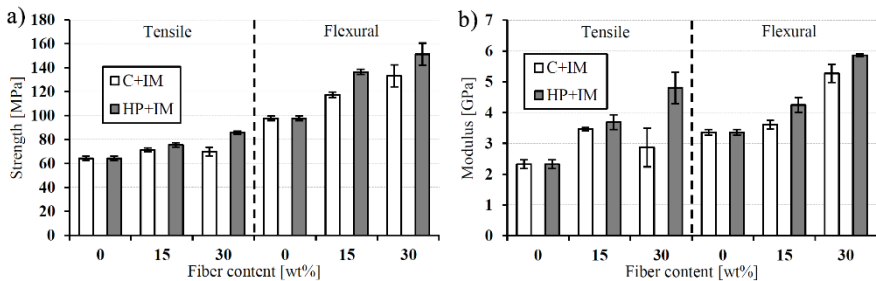 a)
Tensile
Flexural
C+IM
HP+IM
Strength [MPa]
180
160
140
120
100
80
60
40
20
0
0 15 30 0 15 30
Fiber content [wt%]
b)
Tensile
Flexural
C+IM
HP+IM
Modulus [GPa]
7
6
5
4
3
2
1
0
0 15 30 0 15 30
Fiber content [wt%]